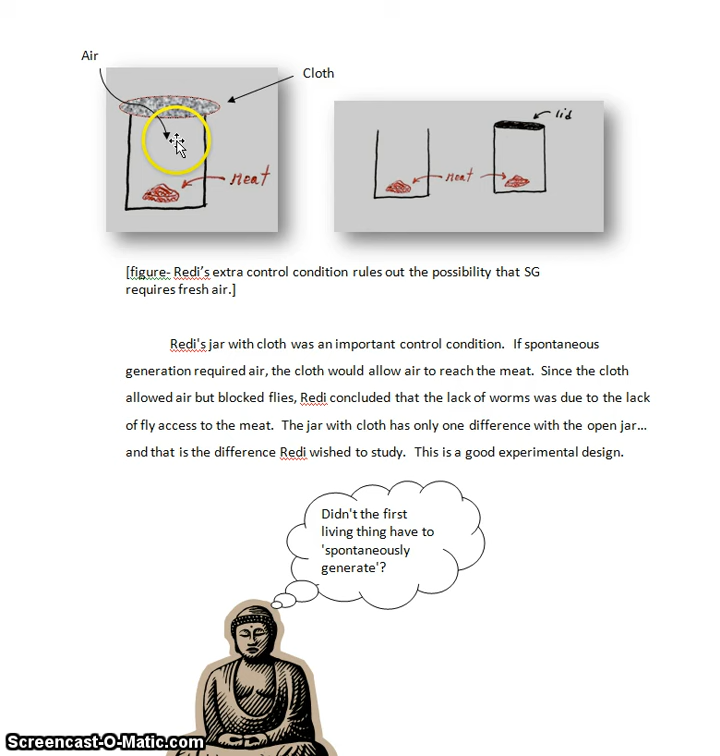 Air
Cloth
lid
meat
meat
[figure- Redi’s extra control condition rules out the possibility that SG
requires fresh air.]
Redi's jar with cloth was an important control condition.  If spontaneous
generation required air, the cloth would allow air to reach the meat.  Since the cloth
allowed air but blocked flies, Redi concluded that the lack of worms was due to the lack
of fly access to the meat.  The jar with cloth has only one difference with the open jar…
and that is the difference Redi wished to study.  This is a good experimental design.
Didn't the first
living thing have to
'spontaneously
generate'?
Screencast-O-Matic.com